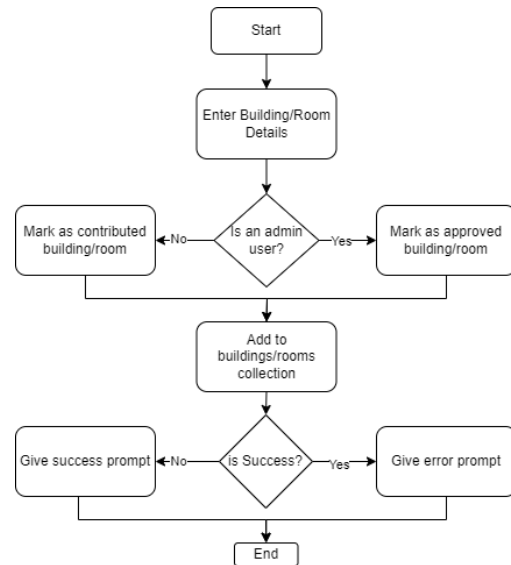 Start
Enter Building/Room
Details
Mark as contributed
building/room
No
Is an admin
user?
Yes
Mark as approved
building/room
Add to
buildings/rooms
collection
Give success prompt
No
is Success?
Yes
Give error prompt
End